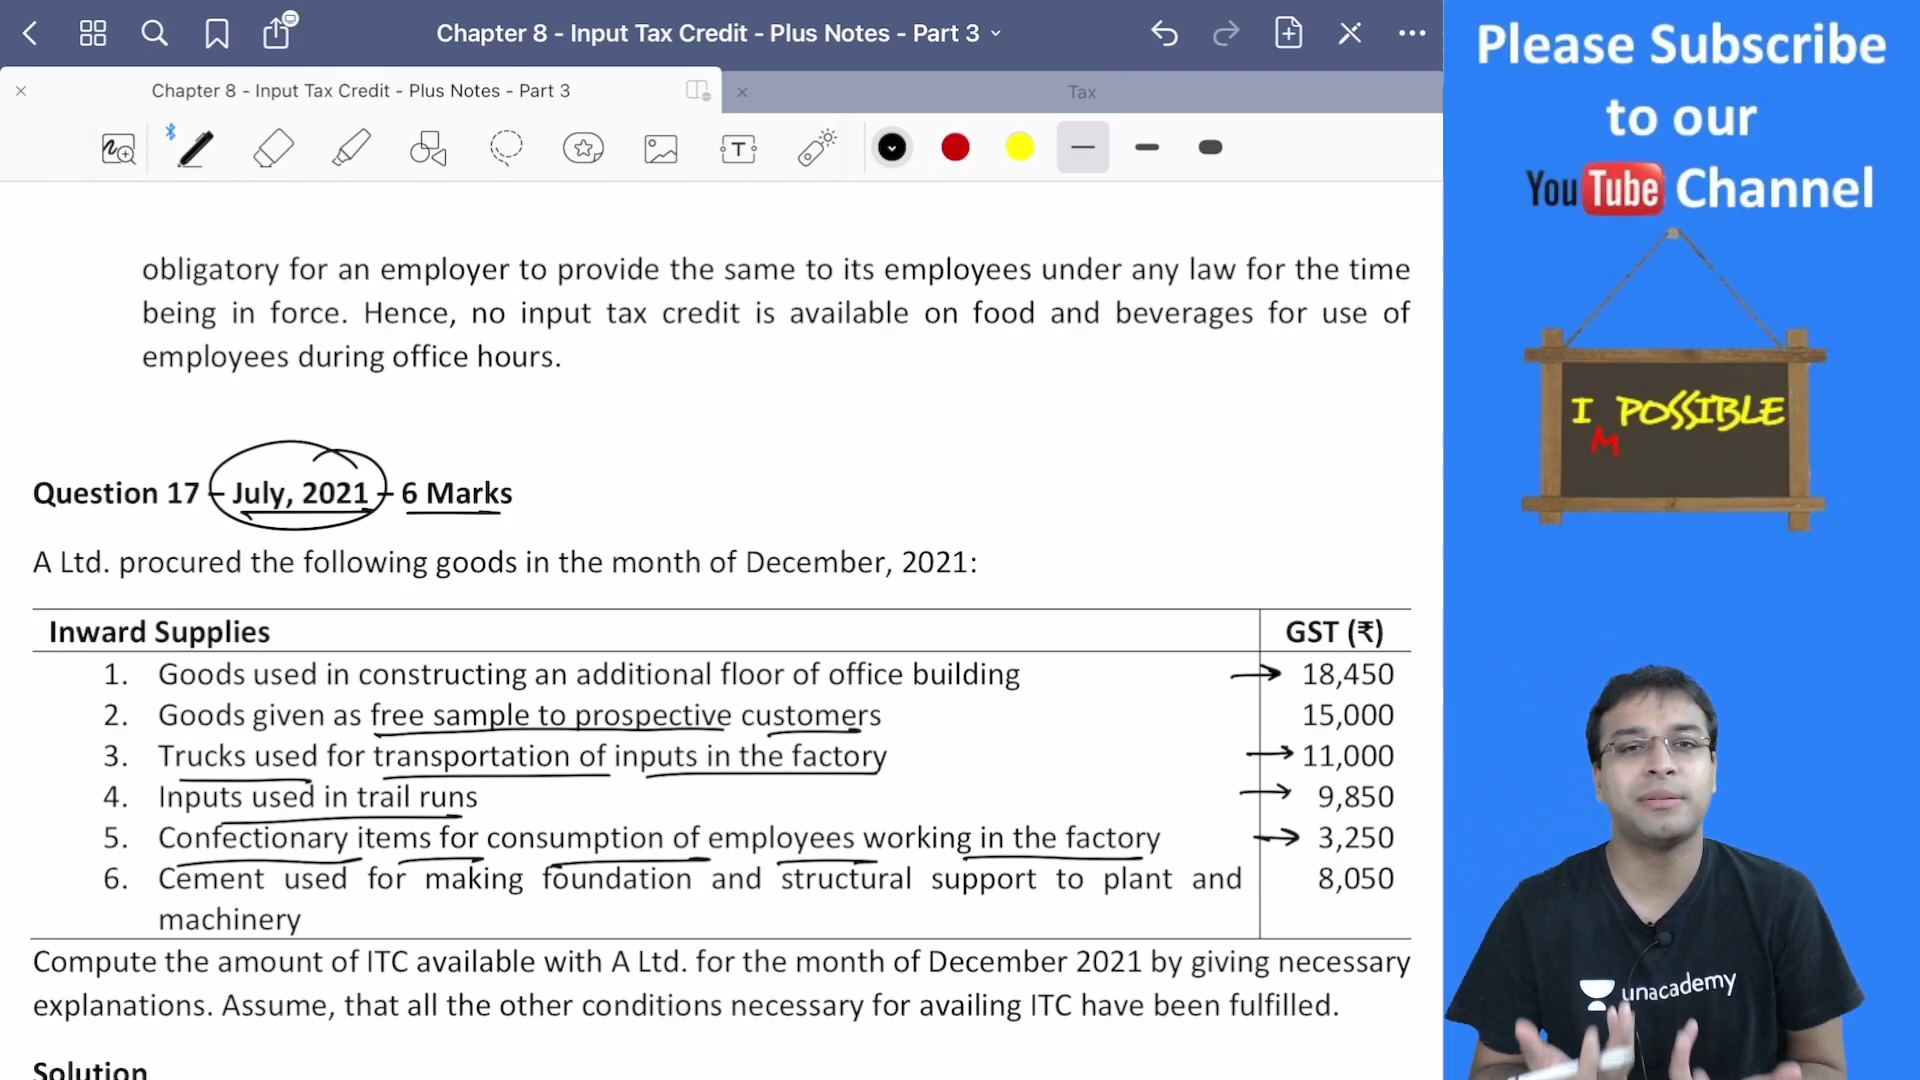 Chapter 8 - Input Tax Credit - Plus Notes - Part 3
Chapter 8 - Input Tax Credit - Plus Notes - Part 3
Tax
obligatory for an employer to provide the same to its employees under any law for the time
being in force. Hence, no input tax credit is available on food and beverages for use of
employees during office hours.
Question 17 – July, 2021 – 6 Marks
A Ltd. procured the following goods in the month of December, 2021:
Inward Supplies GST (₹)
1. Goods used in constructing an additional floor of office building 18,450
2. Goods given as free sample to prospective customers 15,000
3. Trucks used for transportation of inputs in the factory 11,000
4. Inputs used in trail runs 9,850
5. Confectionary items for consumption of employees working in the factory 3,250
6. Cement used for making foundation and structural support to plant and 8,050
machinery
Compute the amount of ITC available with A Ltd. for the month of December 2021 by giving necessary
explanations. Assume, that all the other conditions necessary for availing ITC have been fulfilled.
Solution
Please Subscribe
to our
YouTube Channel
I POSSIBLE
M
unacademy